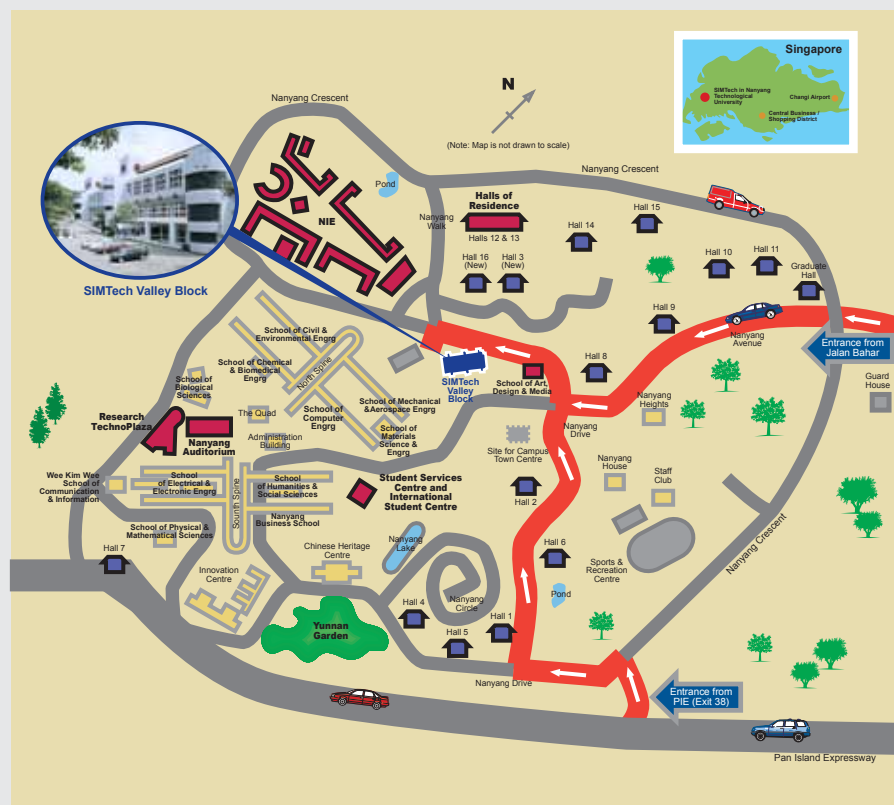 Singapore
SIMTech in Nanyang
Technological
University
Changi Airport
Central Business /
Shopping District
N
(Note: Map is not drawn to scale)
Nanyang Crescent
Nanyang Crescent
Pond
NIE
Nanyang
Walk
Halls of
Residence
Halls 12 & 13
Hall 14
Hall 15
Hall 16
(New)
Hall 3
(New)
Hall 10
Hall 11
Graduate
Hall
SIMTech Valley Block
Hall 9
Nanyang
Avenue
Entrance from
Jalan Bahar
Guard
House
School of Civil &
Environmental Engrg
School of Chemical
& Biomedical
Engrg
North Spine
School of
Biological
Sciences
SIMTech
Valley
Block
School of Art,
Design & Media
Hall 8
Nanyang
Heights
School of Mechanical
&Aerospace Engrg
School of
Computer
Engrg
School of
Materials
Science &
Engrg
The Quad
Administration
Building
Research
TechnoPlaza
Nanyang
Auditorium
Nanyang
Drive
Site for Campus
Town Centre
Nanyang
House
Staff
Club
Wee Kim Wee
School of
Communication
& Information
School
of Electrical &
Electronic Engrg
Sounth Spine
School
of Humanities &
Social Sciences
Nanyang
Business School
Student Services
Centre and
International
Student Centre
Hall 2
School of Physical &
Mathematical Sciences
Hall 7
Innovation
Centre
Chinese Heritage
Centre
Nanyang
Lake
Hall 6
Sports &
Recreation
Centre
Nanyang Crescent
Nanyang
Circle
Pond
Hall 4
Hall 1
Hall 5
Yunnan
Garden
Nanyang Drive
Entrance from
PIE (Exit 38)
Pan Island Expressway